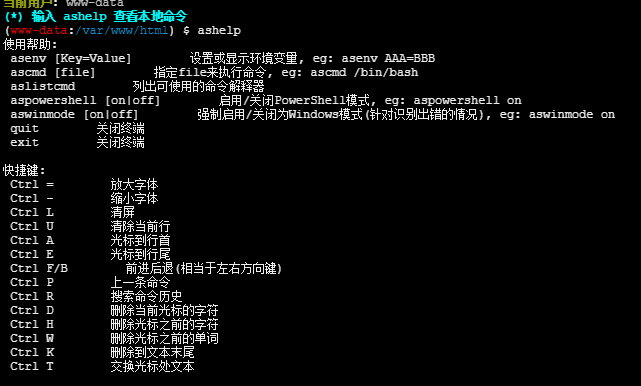 当前用户: www-data
(*) 输入 ashelp 查看本地命令
(www-data:/var/www/html) $ ashelp
使用帮助:
asenv [Key=Value] 设置或显示环境变量, eg: asenv AAA=BBB
ascmd [file] 指定file来执行命令, eg: ascmd /bin/bash
aslistcmd 列出可使用的命令解释器
aspowershell [on|off] 启用/关闭PowerShell模式, eg: aspowershell on
aswinmode [on|off] 强制启用/关闭为Windows模式(针对识别出错的情况), eg: aswinmode on
quit 关闭终端
exit 关闭终端
快捷键:
Ctrl = 放大字体
Ctrl - 缩小字体
Ctrl L 清屏
Ctrl U 清除当前行
Ctrl A 光标到行首
Ctrl E 光标到行尾
Ctrl F/B 前进后退(相当于左右方向键)
Ctrl P 上一条命令
Ctrl R 搜索命令历史
Ctrl D 删除当前光标的字符
Ctrl H 删除光标之前的字符
Ctrl W 删除光标之前的单词
Ctrl K 删除到文本末尾
Ctrl T 交换光标处文本